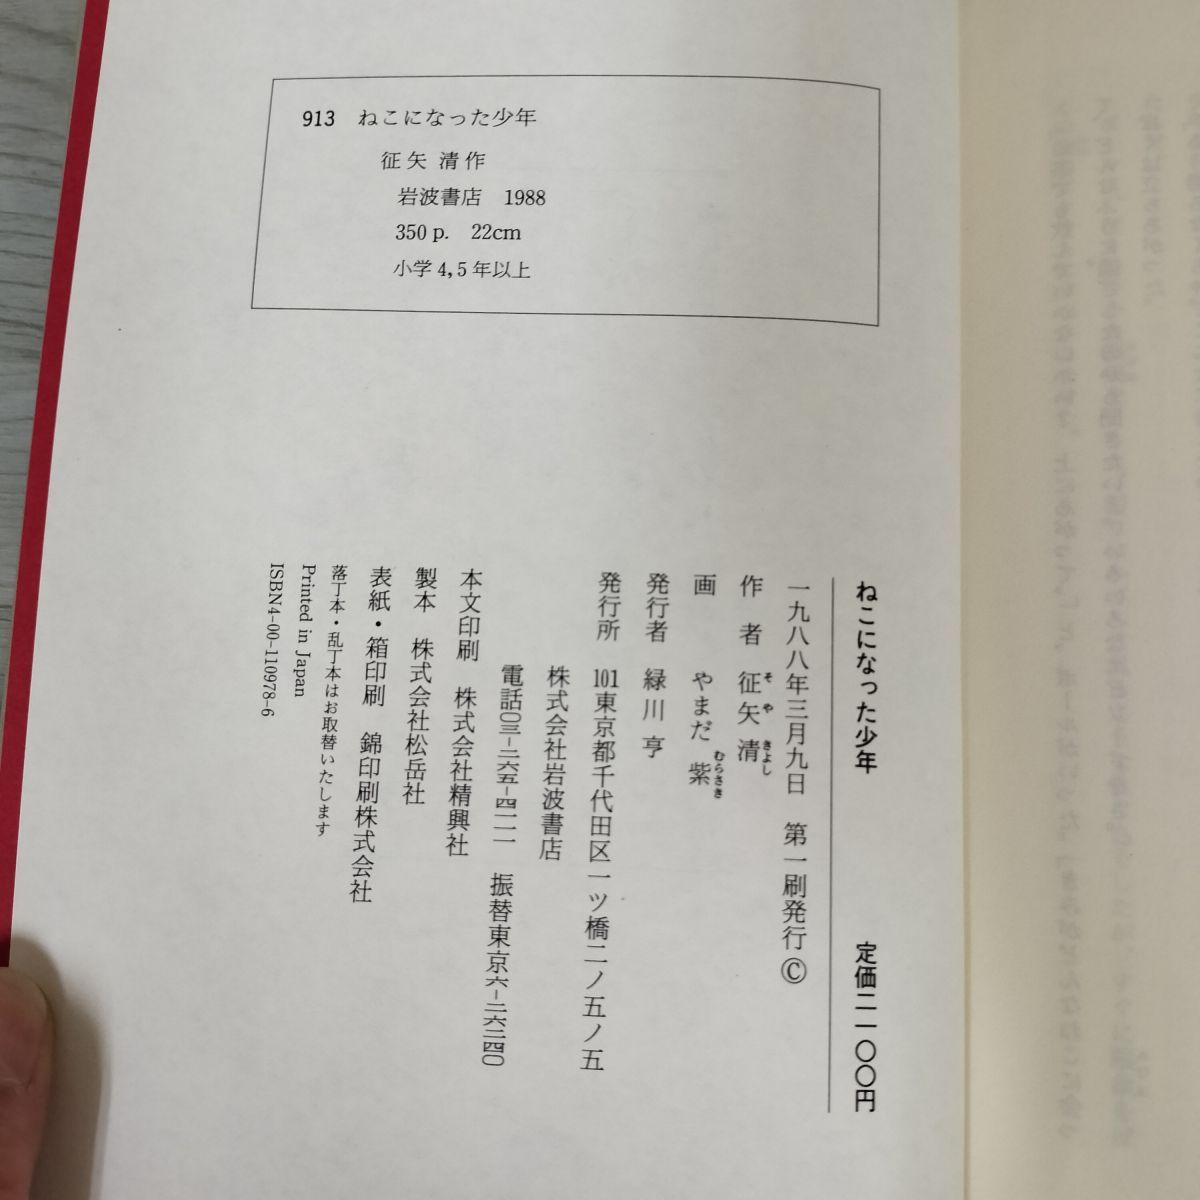 913 ねこになった少年
征矢 清作
岩波書店 1988
350 p. 22cm
小学 4,5 年以上
ねこになった少年 定価二一〇〇円
一九八八年三月九日 第一刷発行©
作者 征矢清
そやきよし
画 やまだ紫
むらさき
発行者 緑川亨
発行所 101東京都千代田区一ツ橋二ノ五ノ五
株式会社岩波書店
電話〇三-二六五-四一一一 振替東京六-二六二四〇
本文印刷 株式会社精興社
製本 株式会社松岳社
表紙・箱印刷 錦印刷株式会社
落丁本・乱丁本はお取替いたします
Printed in Japan
ISBN4-00-110978-6